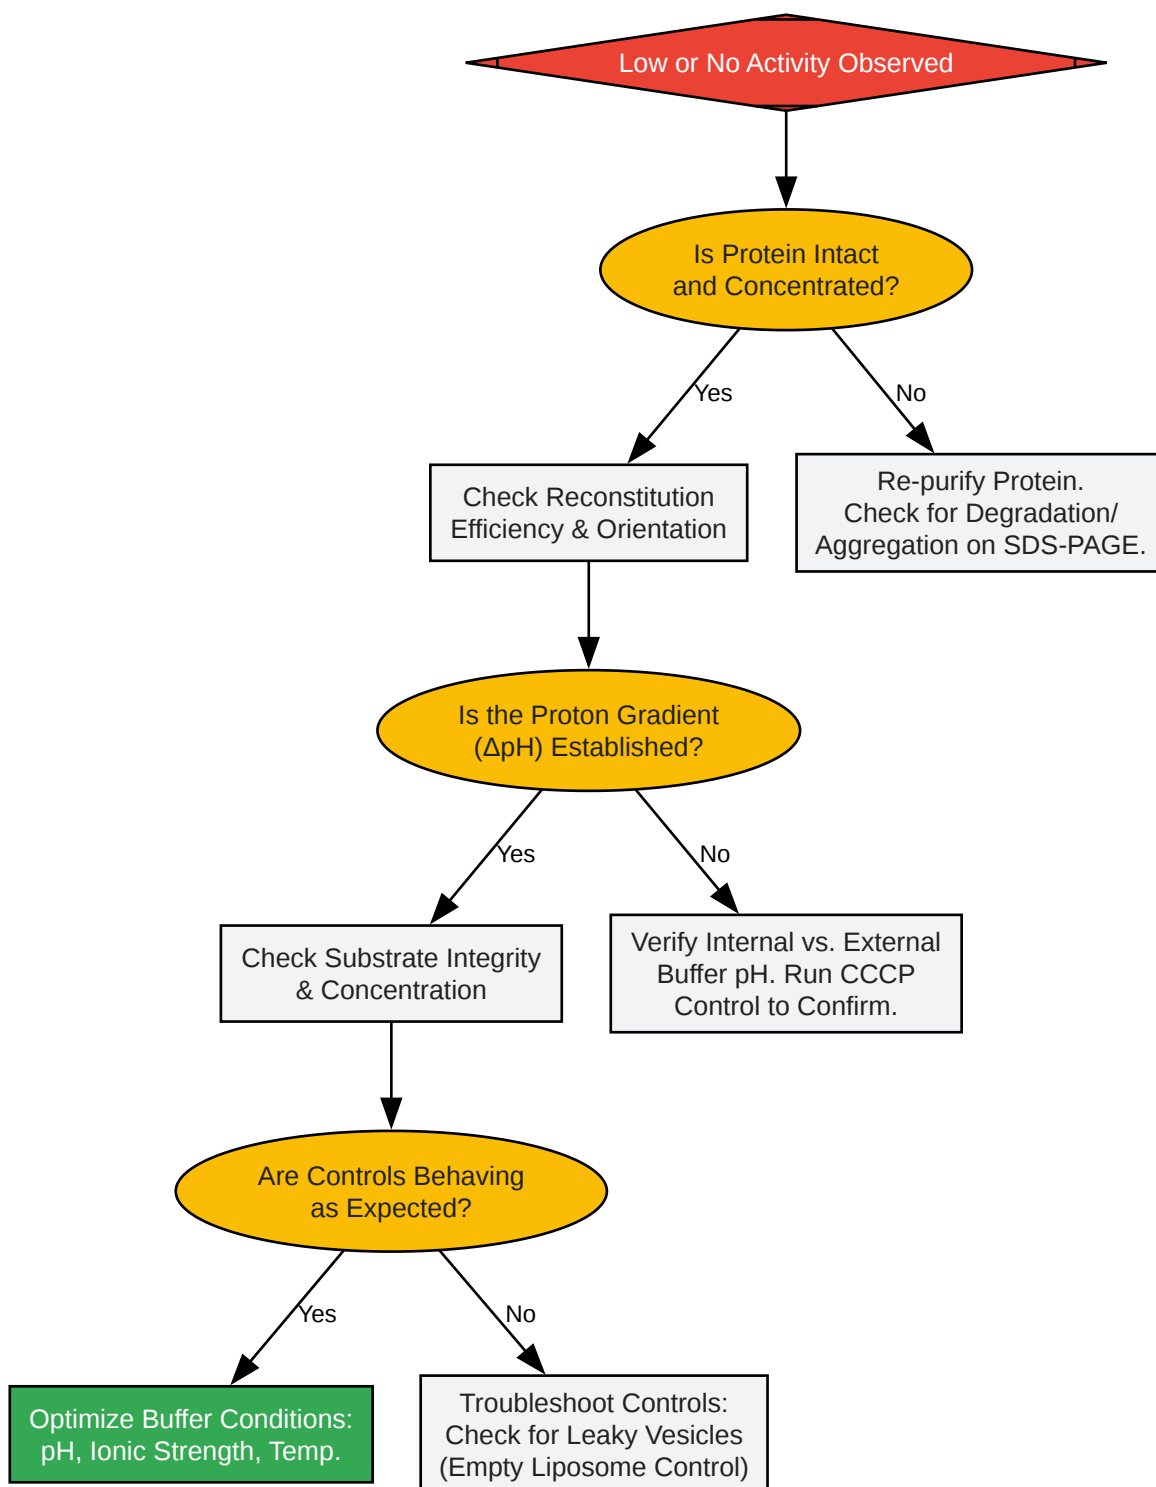 Low or No Activity Observed
Is Protein Intact
and Concentrated?
Yes
No
Check Reconstitution
Efficiency & Orientation
Re-purify Protein.
Check for Degradation/
Aggregation on SDS-PAGE.
Is the Proton Gradient
(ΔpH) Established?
Yes
No
Check Substrate Integrity
& Concentration
Verify Internal vs. External
Buffer pH. Run CCCP
Control to Confirm.
Are Controls Behaving
as Expected?
Yes
No
Optimize Buffer Conditions:
pH, Ionic Strength, Temp.
Troubleshoot Controls:
Check for Leaky Vesicles
(Empty Liposome Control)